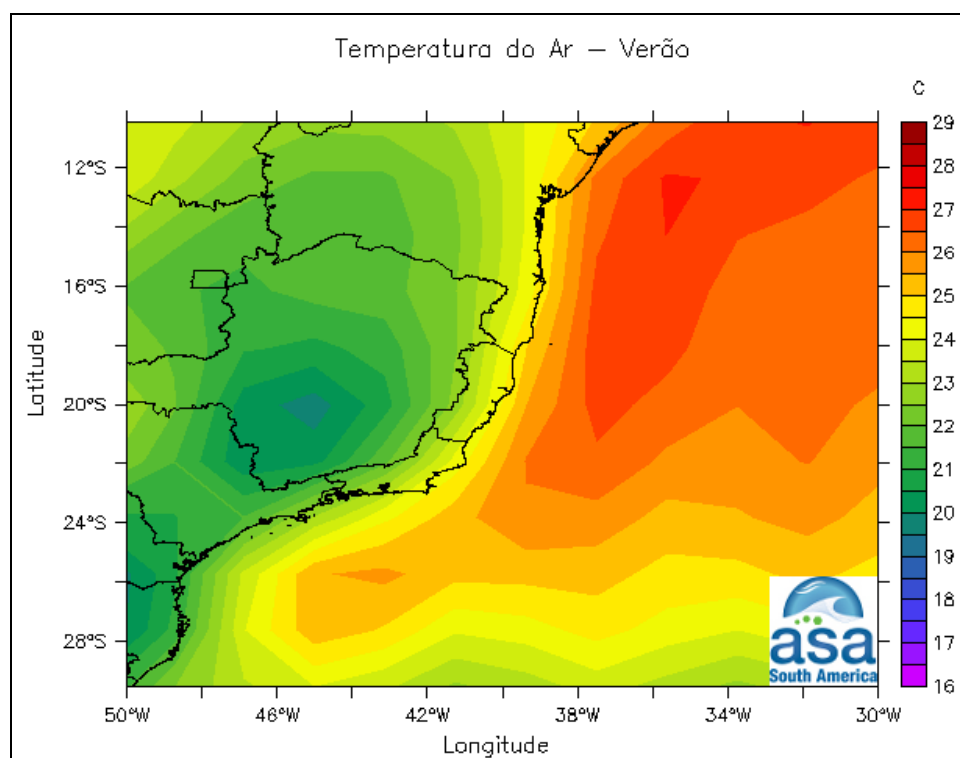 Temperatura do Ar – Verão
C
29
28
27
26
25
24
23
22
21
20
19
18
17
16
12°S
16°S
20°S
24°S
28°S
Latitude
50°W 46°W 42°W 38°W 34°W 30°W
Longitude
asa
South America